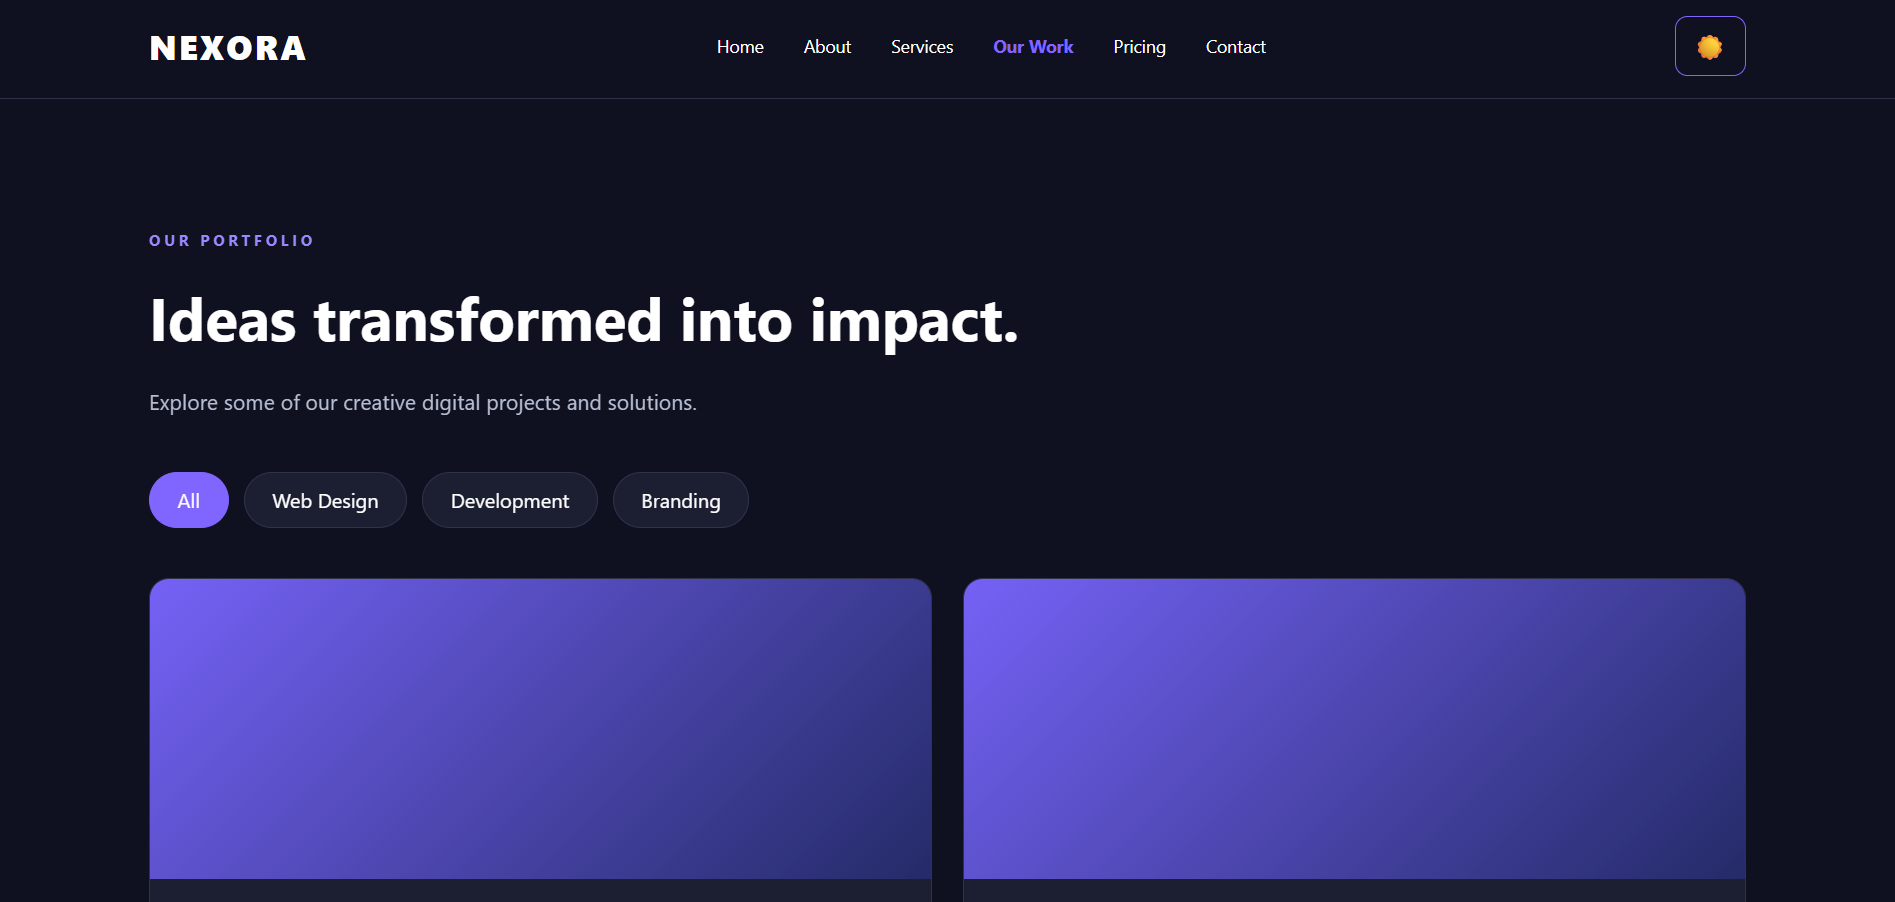 NEXORA
Home About Services Our Work Pricing Contact
OUR PORTFOLIO
Ideas transformed into impact.
Explore some of our creative digital projects and solutions.
All Web Design Development Branding